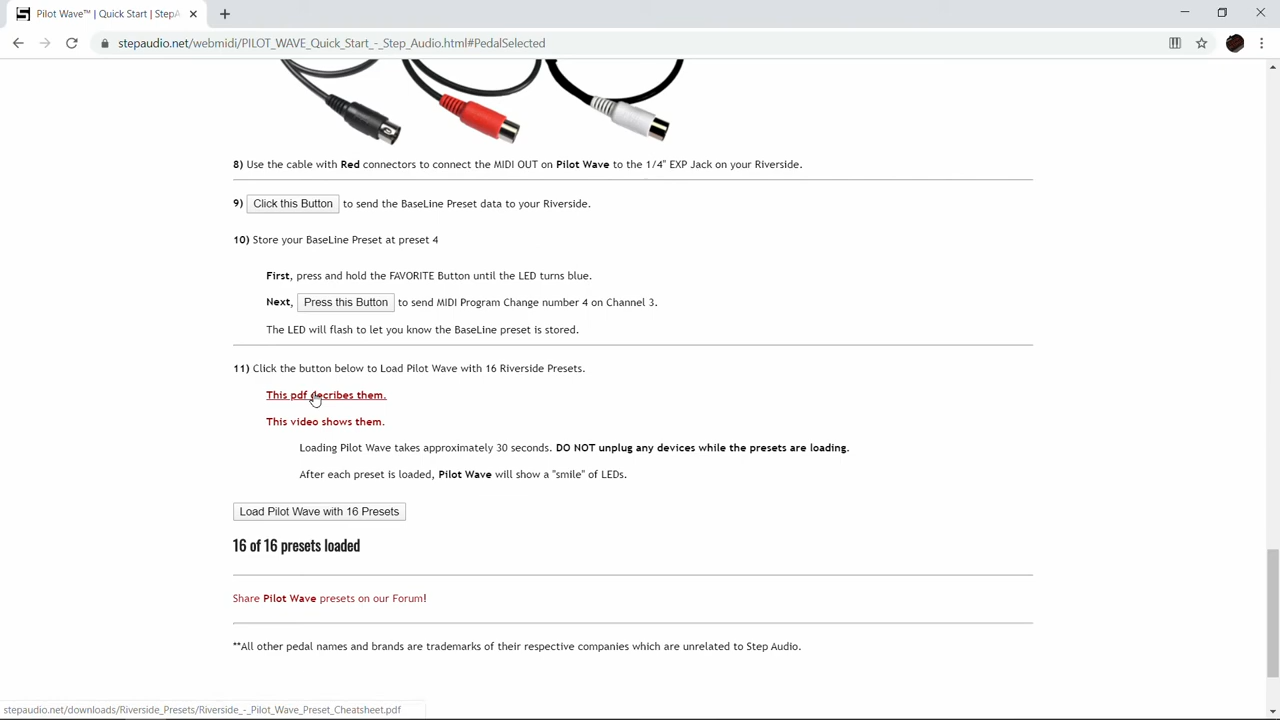 Pilot Wave™ | Quick Start | StepA
stepaudio.net/webmidi/PILOT_WAVE_Quick_Start_-_Step_Audio.html#PedalSelected
8) Use the cable with Red connectors to connect the MIDI OUT on Pilot Wave to the 1/4" EXP Jack on your Riverside.
9) Click this Button to send the BaseLine Preset data to your Riverside.
10) Store your BaseLine Preset at preset 4
First, press and hold the FAVORITE Button until the LED turns blue.
Next, Press this Button to send MIDI Program Change number 4 on Channel 3.
The LED will flash to let you know the BaseLine preset is stored.
11) Click the button below to Load Pilot Wave with 16 Riverside Presets.
This pdf decribes them.
This video shows them.
Loading Pilot Wave takes approximately 30 seconds. DO NOT unplug any devices while the presets are loading.
After each preset is loaded, Pilot Wave will show a "smile" of LEDs.
Load Pilot Wave with 16 Presets
16 of 16 presets loaded
Share Pilot Wave presets on our Forum!
**All other pedal names and brands are trademarks of their respective companies which are unrelated to Step Audio.
stepaudio.net/downloads/Riverside_Presets/Riverside_-_Pilot_Wave_Preset_Cheatsheet.pdf